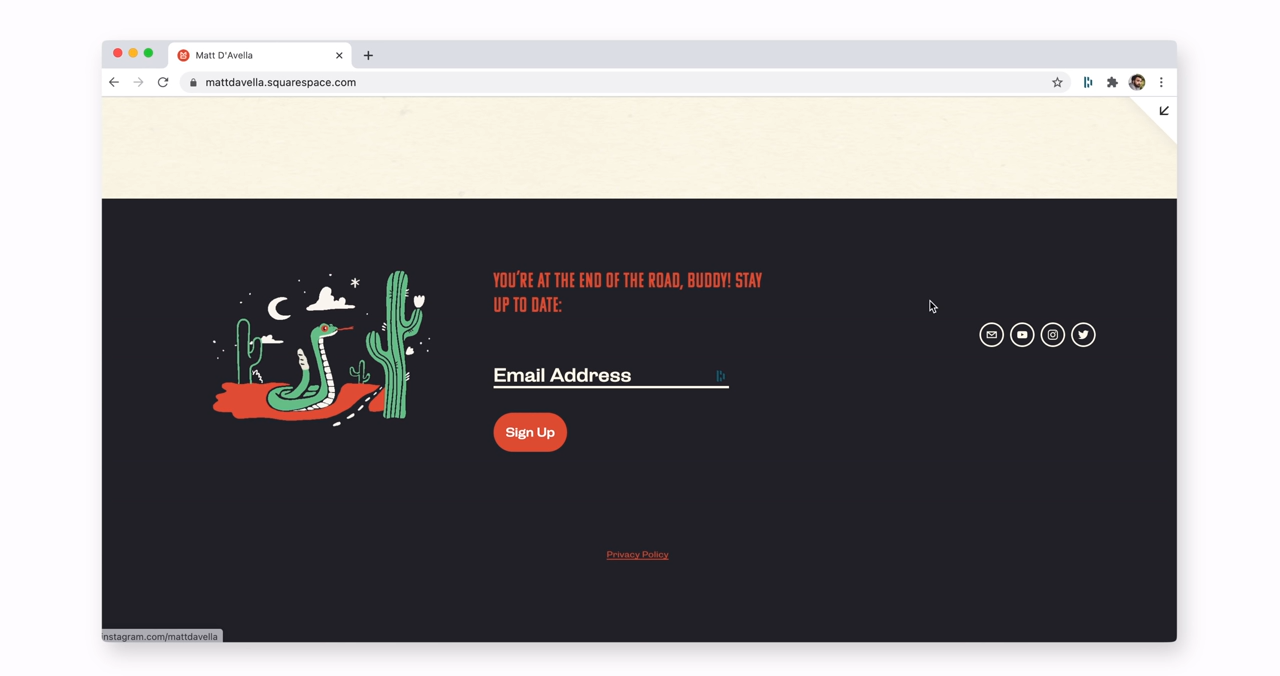 Matt D'Avella
mattdavella.squarespace.com
YOU'RE AT THE END OF THE ROAD, BUDDY! STAY
UP TO DATE:
Email Address
Sign Up
Privacy Policy
instagram.com/mattdavella